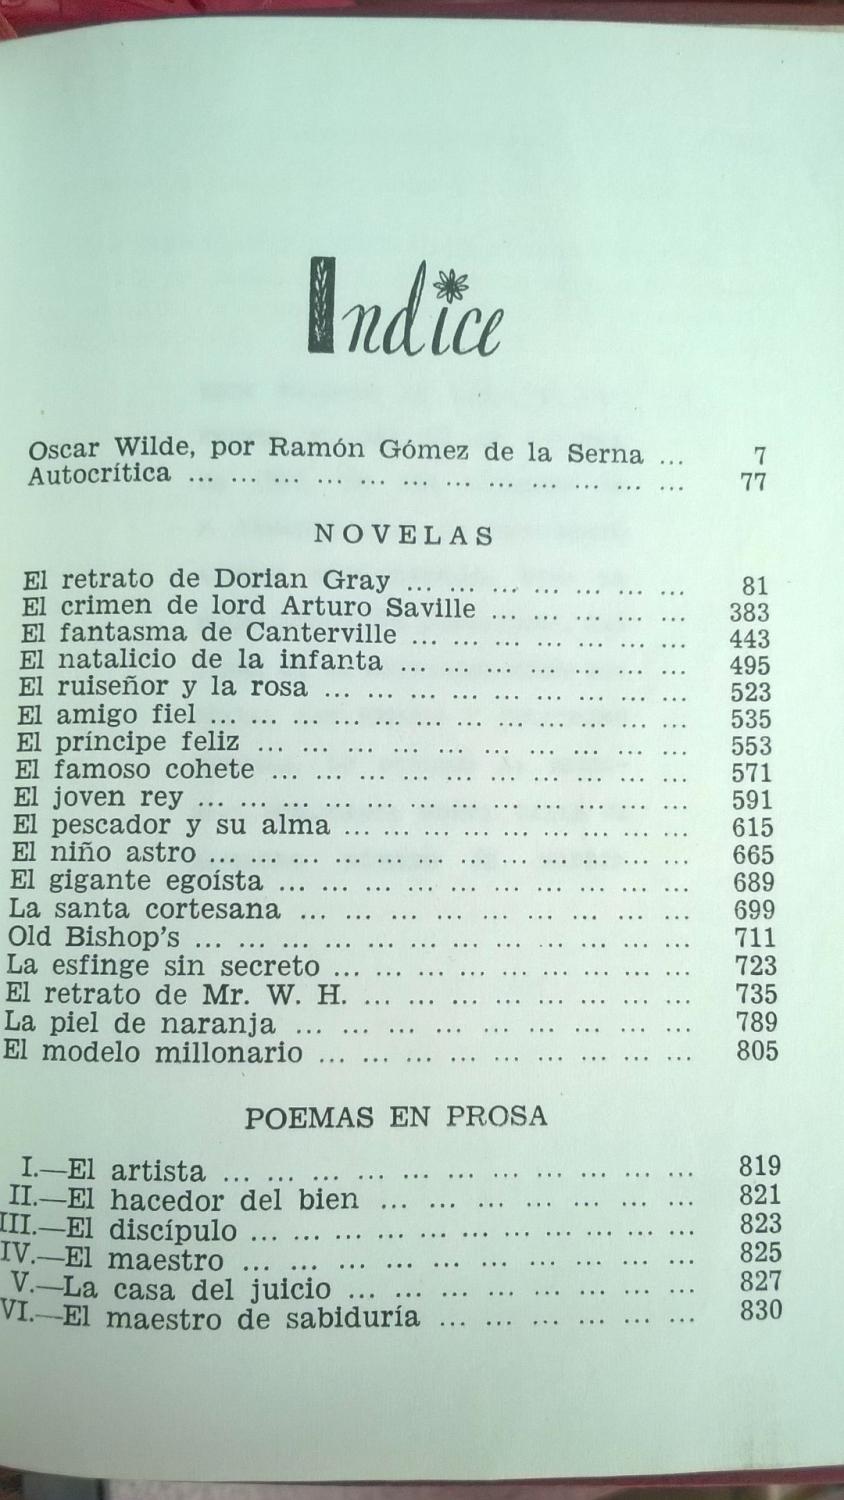 Indice
Oscar Wilde, por Ramón Gómez de la Serna ... 7
Autocrítica ... ... ... ... ... ... ... ... ... ... ... ... 77
NOVELAS
El retrato de Dorian Gray ... ... ... ... ... ... ... 81
El crimen de lord Arturo Saville ... ... ... ... ... 383
El fantasma de Canterville ... ... ... ... ... ... ... 443
El natalicio de la infanta ... ... ... ... ... ... ... 495
El ruiseñor y la rosa ... ... ... ... ... ... ... ... ... 523
El amigo fiel ... ... ... ... ... ... ... ... ... ... ... 535
El príncipe feliz ... ... ... ... ... ... ... ... ... ... 553
El famoso cohete ... ... ... ... ... ... ... ... ... ... 571
El joven rey ... ... ... ... ... ... ... ... ... ... ... ... 591
El pescador y su alma ... ... ... ... ... ... ... ... ... 615
El niño astro ... ... ... ... ... ... ... ... ... ... ... ... 665
El gigante egoísta ... ... ... ... ... ... ... ... ... ... 689
La santa cortesana ... ... ... ... ... ... ... ... ... 699
Old Bishop's ... ... ... ... ... ... ... ... ... ... ... ... 711
La esfinge sin secreto ... ... ... ... ... ... ... ... ... 723
El retrato de Mr. W. H. ... ... ... ... ... ... ... ... 735
La piel de naranja ... ... ... ... ... ... ... ... ... 789
El modelo millonario ... ... ... ... ... ... ... ... ... 805
POEMAS EN PROSA
I.—El artista ... ... ... ... ... ... ... ... ... ... ... 819
II.—El hacedor del bien ... ... ... ... ... ... ... 821
III.—El discípulo ... ... ... ... ... ... ... ... ... ... 823
IV.—El maestro ... ... ... ... ... ... ... ... ... ... 825
V.—La casa del juicio ... ... ... ... ... ... ... ... 827
VI.—El maestro de sabiduría ... ... ... ... ... ... 830